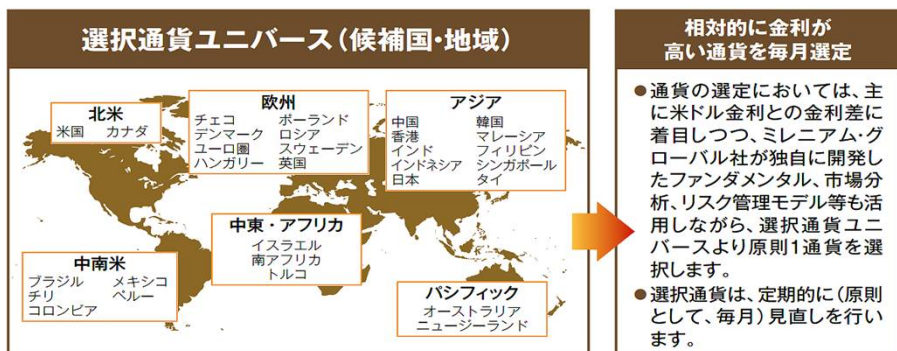 選択通貨ユニバース（候補国・地域）
北米
米国 カナダ
欧州
チェコ ポーランド
デンマーク ロシア
ユーロ圏 スウェーデン
ハンガリー 英国
アジア
中国 韓国
香港 マレーシア
インド フィリピン
インドネシア シンガポール
日本 タイ
中東・アフリカ
イスラエル
南アフリカ
トルコ
中南米
ブラジル メキシコ
チリ ペルー
コロンビア
パシフィック
オーストラリア
ニュージーランド
相対的に金利が
高い通貨を毎月選定
●通貨の選定においては、主
に米ドル金利との金利差に
着目しつつ、ミレニアム・グ
ローバル社が独自に開発し
たファンダメンタル、市場分
析、リスク管理モデル等も活
用しながら、選択通貨ユニ
バースより原則1通貨を選
択します。
●選択通貨は、定期的に（原則
として、毎月）見直しを行い
ます。